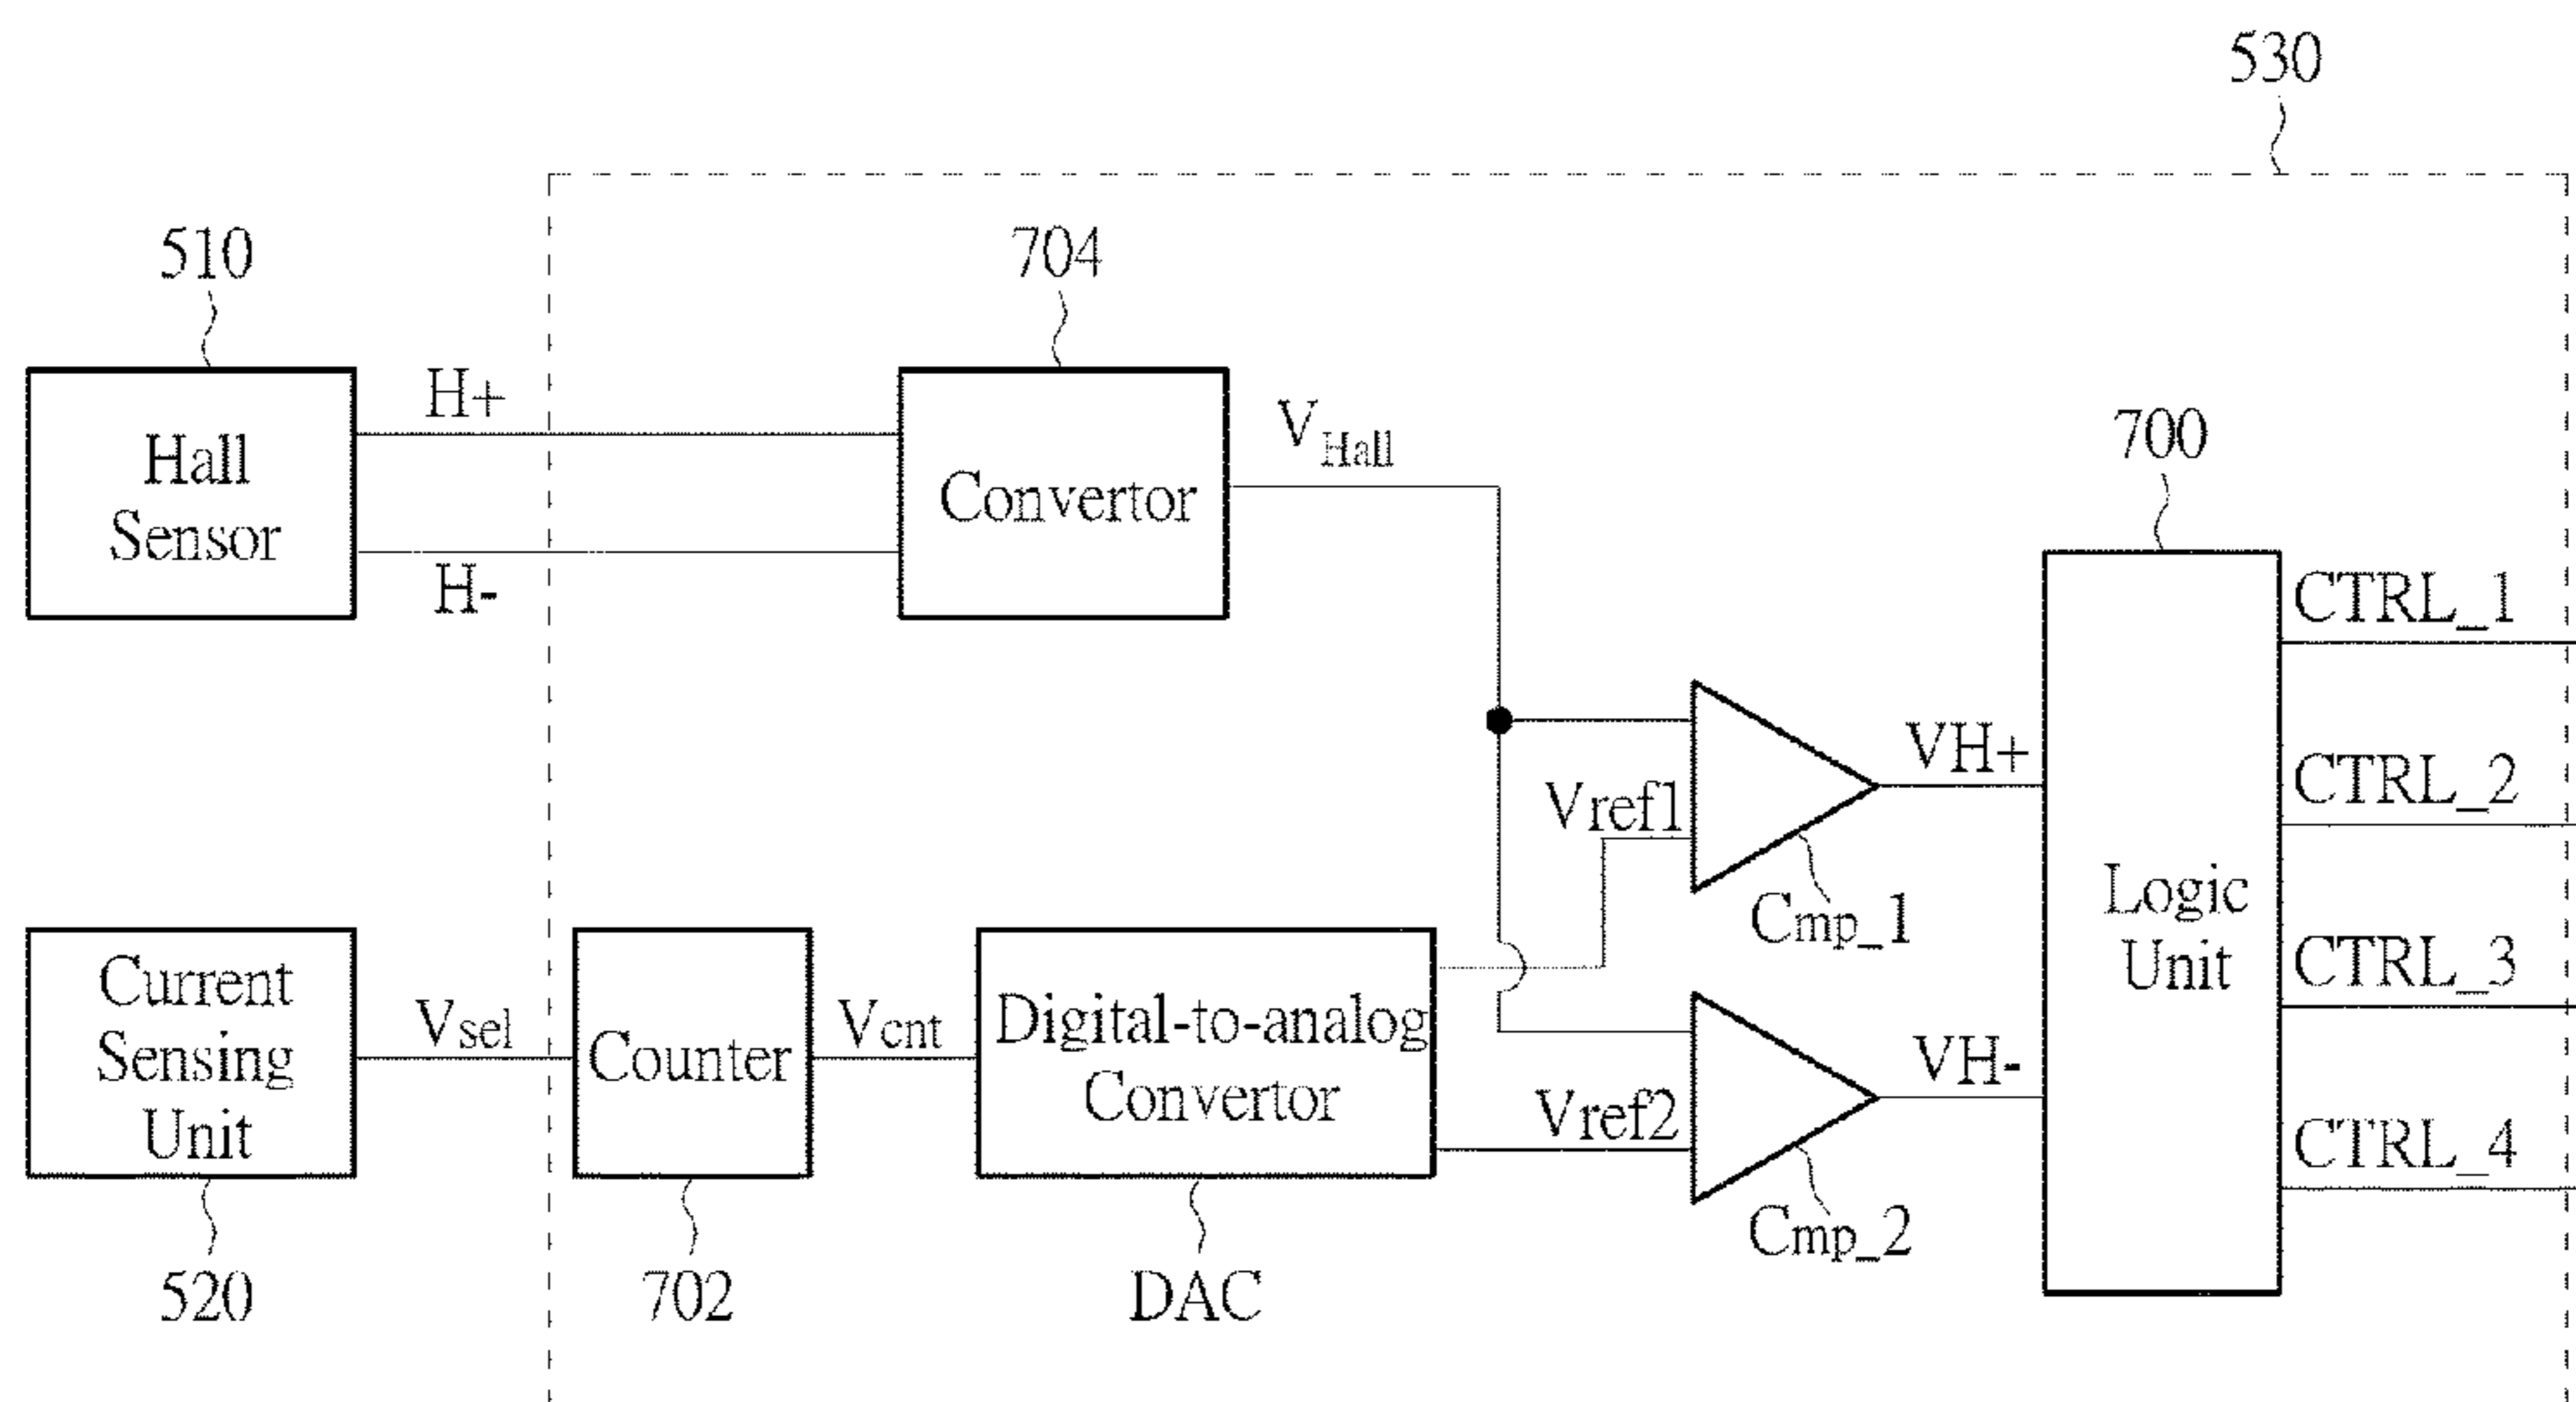 530
510
704
H+
Hall
Sensor
H-
Convertor
VHall
700
CTRL_1
CTRL_2
CTRL_3
CTRL_4
VH+
Vref1
Cmp_1
Logic
Unit
Current
Sensing
Unit
Vsel
Counter
Vcnt
Digital-to-analog
Convertor
Vref2
VH-
Cmp_2
520
702
DAC